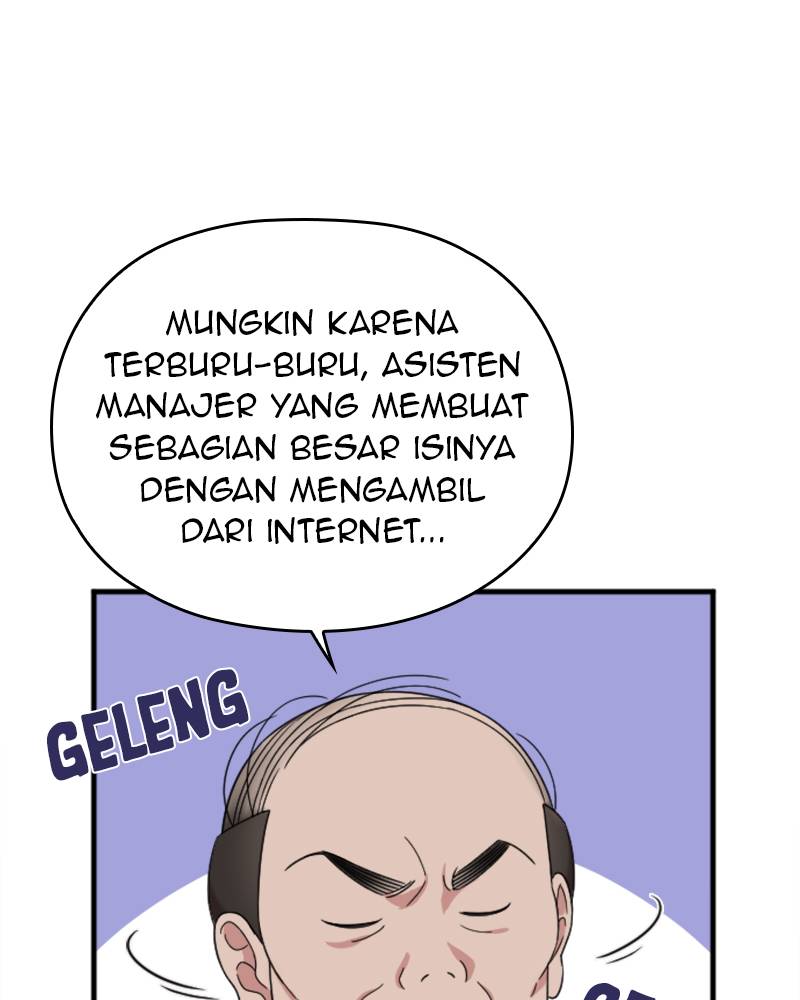 MUNGKIN KARENA
TERBURU-BURU, ASISTEN
MANAJER YANG MEMBUAT
SEBAGIAN BESAR ISINYA
DENGAN MENGAMBIL
DARI INTERNET...
GELENG